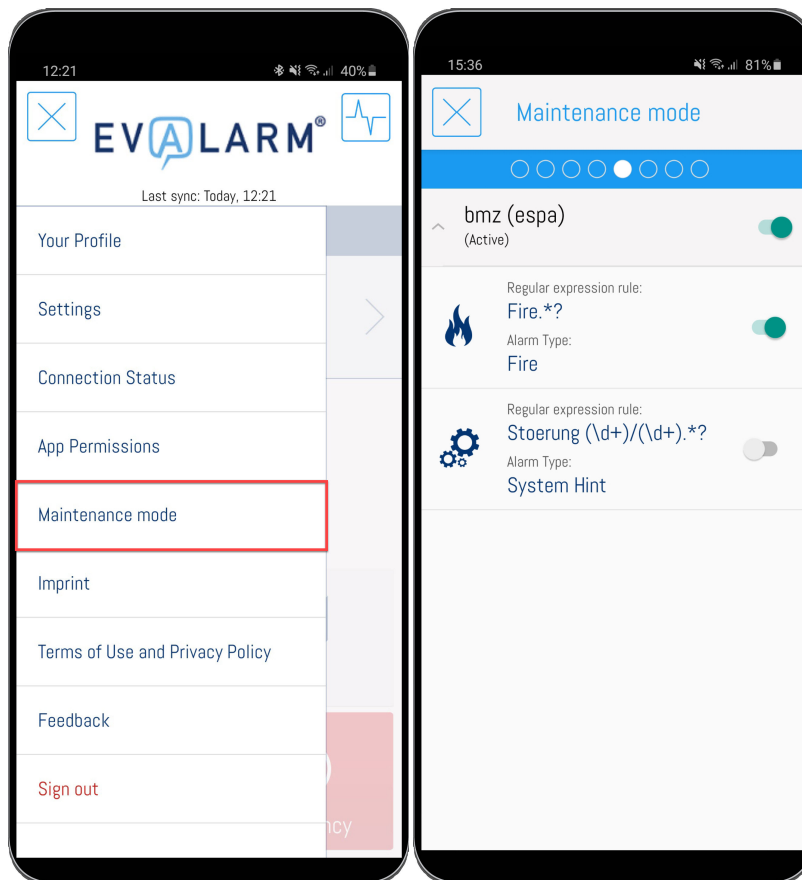 12:21
40%
EVALARM®
Last sync: Today, 12:21
Your Profile
Settings
Connection Status
App Permissions
Maintenance mode
Imprint
Terms of Use and Privacy Policy
Feedback
Sign out
ncy
15:36
81%
Maintenance mode
bmz (espa)
(Active)
Regular expression rule:
Fire.*?
Alarm Type:
Fire
Regular expression rule:
Stoerung (\d+)/(\d+).*?
Alarm Type:
System Hint